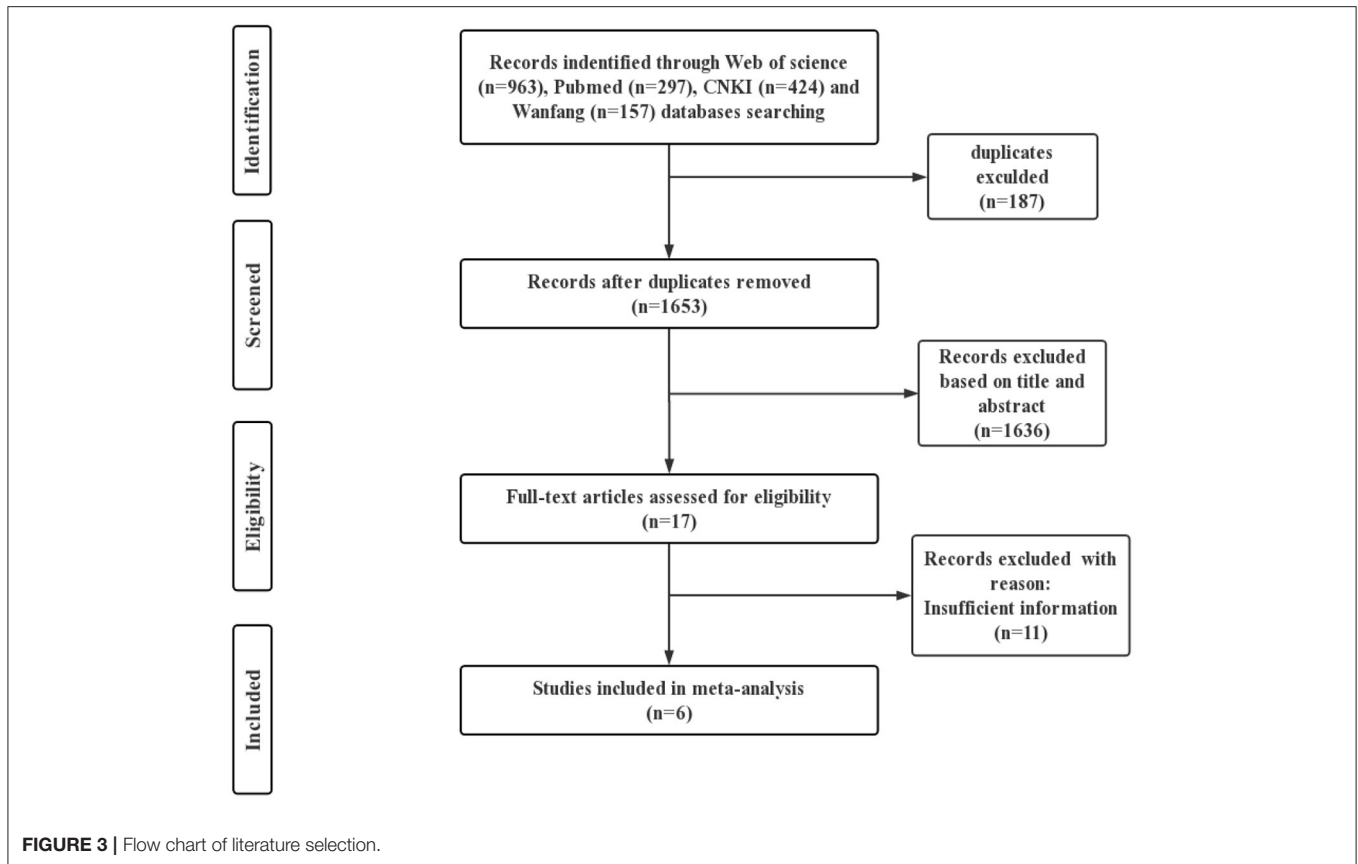 Identification
Records indentified through Web of science
(n=963), Pubmed (n=297), CNKI (n=424) and
Wanfang (n=157) databases searching
duplicates
exculded
(n=187)
Screened
Records after duplicates removed
(n=1653)
Records excluded
based on title and
abstract
(n=1636)
Eligibility
Full-text articles assessed for eligibility
(n=17)
Records excluded with
reason:
Insufficient information
(n=11)
Included
Studies included in meta-analysis
(n=6)
FIGURE 3 | Flow chart of literature selection.